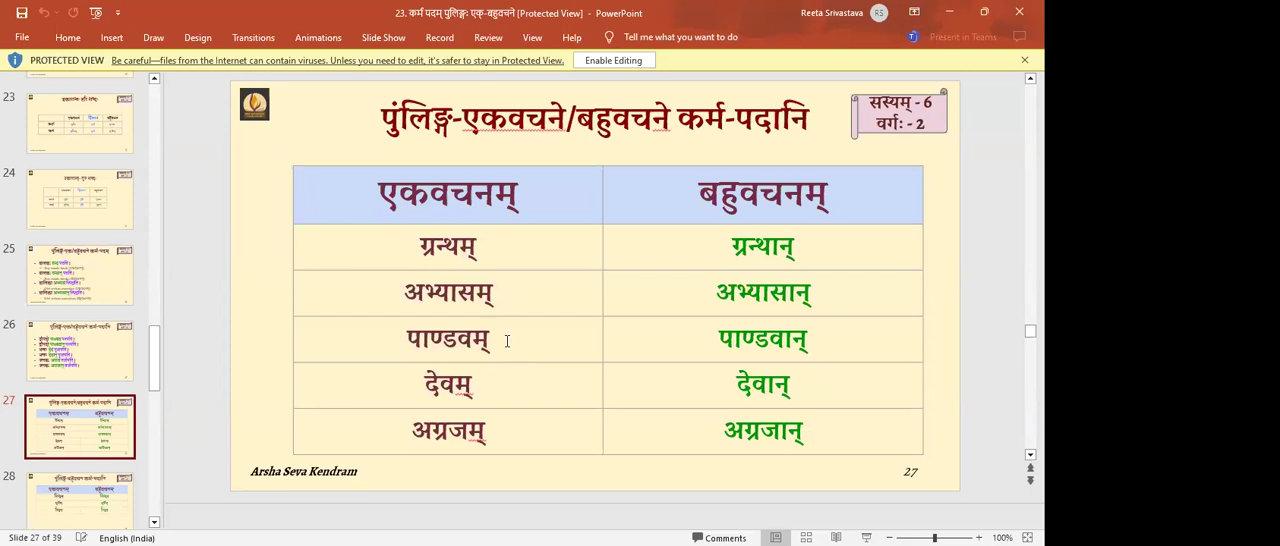 23. कर्म पदम् पुलिङ्गः एक्-बहुवचने [Protected View] - PowerPoint
Reeta Srivastava
RS
File Home Insert Draw Design Transitions Animations Slide Show Record Review View Help Tell me what you want to do
Present in Teams
PROTECTED VIEW Be careful—files from the Internet can contain viruses. Unless you need to edit, it's safer to stay in Protected View. Enable Editing
23
24
25
26
27
28
पुंलिङ्ग-एकवचने/बहुवचने कर्म-पदानि
सस्यम् - 6
वर्गः - 2
एकवचनम् बहुवचनम्
ग्रन्थम् ग्रन्थान्
अभ्यासम् अभ्यासान्
पाण्डवम् पाण्डवान्
देवम् देवान्
अग्रजम् अग्रजान्
Arsha Seva Kendram
27
Slide 27 of 39 English (India) Comments 100%